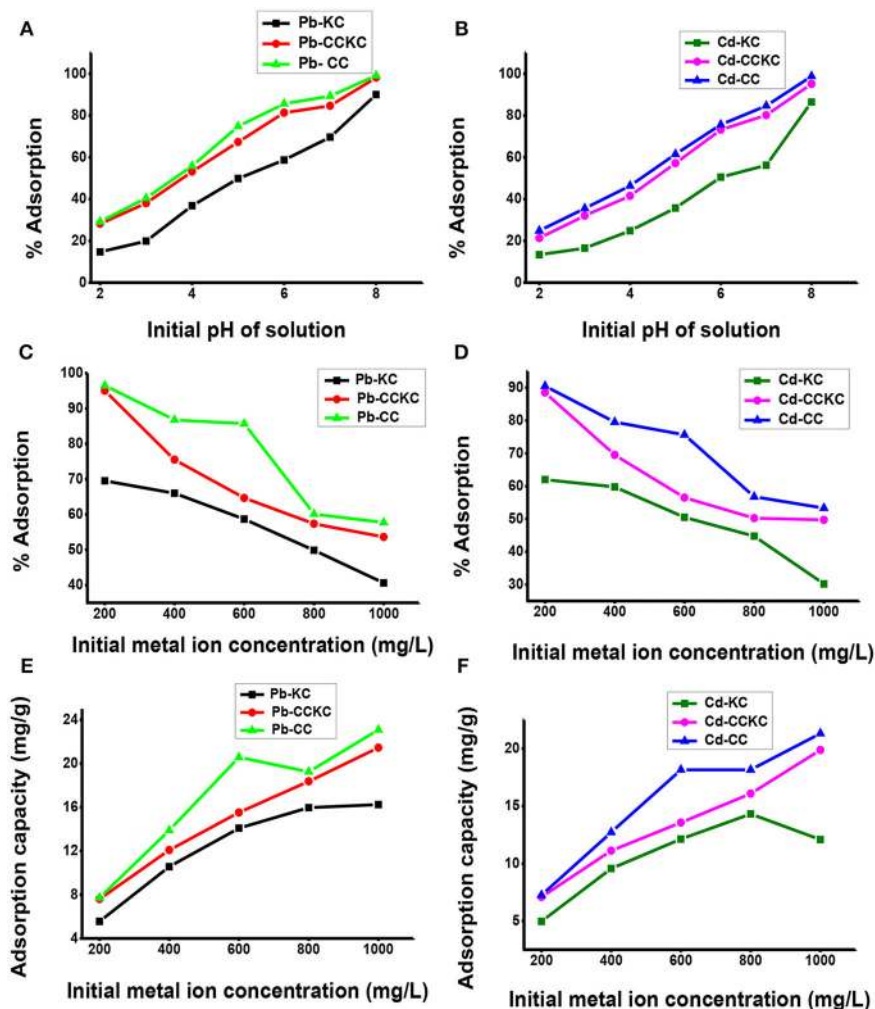 A
Pb-KC
Pb-CCKC
Pb- CC
% Adsorption
100
80
60
40
20
0
2
4
6
8
Initial pH of solution
B
Cd-KC
Cd-CCKC
Cd-CC
% Adsorption
100
80
60
40
20
0
2
4
6
8
Initial pH of solution
C
Pb-KC
Pb-CCKC
Pb-CC
% Adsorption
100
90
80
70
60
50
40
200
400
600
800
1000
Initial metal ion concentration (mg/L)
D
Cd-KC
Cd-CCKC
Cd-CC
% Adsorption
90
80
70
60
50
40
30
200
400
600
800
1000
Initial metal ion concentration (mg/L)
E
Pb-KC
Pb-CCKC
Pb-CC
Adsorption capacity (mg/g)
24
20
16
12
8
4
200
400
600
800
1000
Initial metal ion concentration (mg/L)
F
Cd-KC
Cd-CCKC
Cd-CC
Adsorption capacity (mg/g)
20
15
10
5
200
400
600
800
1000
Initial metal ion concentration (mg/L)